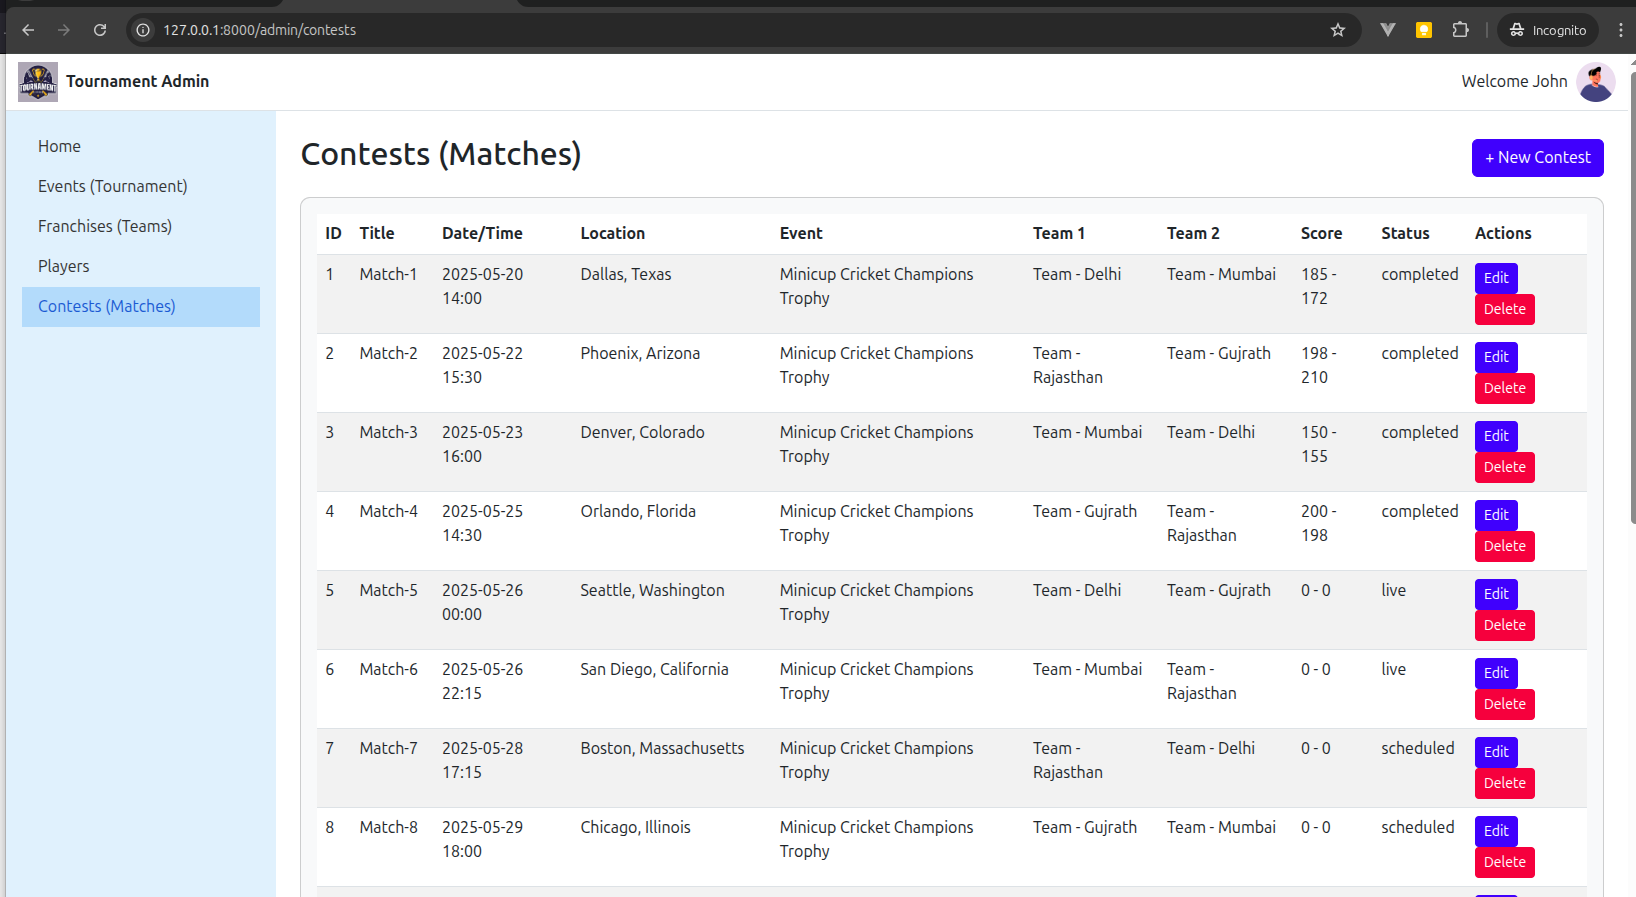 127.0.0.1:8000/admin/contests
Incognito
TOURNAMENT
Tournament Admin
Welcome John
Home
Events (Tournament)
Franchises (Teams)
Players
Contests (Matches)
Contests (Matches)
+ New Contest
ID Title Date/Time Location Event Team 1 Team 2 Score Status Actions
1 Match-1 2025-05-20 Dallas, Texas Minicup Cricket Champions Team - Delhi Team - Mumbai 185 - completed Edit
14:00 Trophy 172 Delete
2 Match-2 2025-05-22 Phoenix, Arizona Minicup Cricket Champions Team - Team - Gujrath 198 - completed Edit
15:30 Trophy Rajasthan 210 Delete
3 Match-3 2025-05-23 Denver, Colorado Minicup Cricket Champions Team - Mumbai Team - Delhi 150 - completed Edit
16:00 Trophy 155 Delete
4 Match-4 2025-05-25 Orlando, Florida Minicup Cricket Champions Team - Gujrath Team - 200 - completed Edit
14:30 Trophy Rajasthan 198 Delete
5 Match-5 2025-05-26 Seattle, Washington Minicup Cricket Champions Team - Delhi Team - Gujrath 0 - 0 live Edit
00:00 Trophy Delete
6 Match-6 2025-05-26 San Diego, California Minicup Cricket Champions Team - Mumbai Team - 0 - 0 live Edit
22:15 Trophy Rajasthan Delete
7 Match-7 2025-05-28 Boston, Massachusetts Minicup Cricket Champions Team - Team - Delhi 0 - 0 scheduled Edit
17:15 Trophy Rajasthan Delete
8 Match-8 2025-05-29 Chicago, Illinois Minicup Cricket Champions Team - Gujrath Team - Mumbai 0 - 0 scheduled Edit
18:00 Trophy Delete